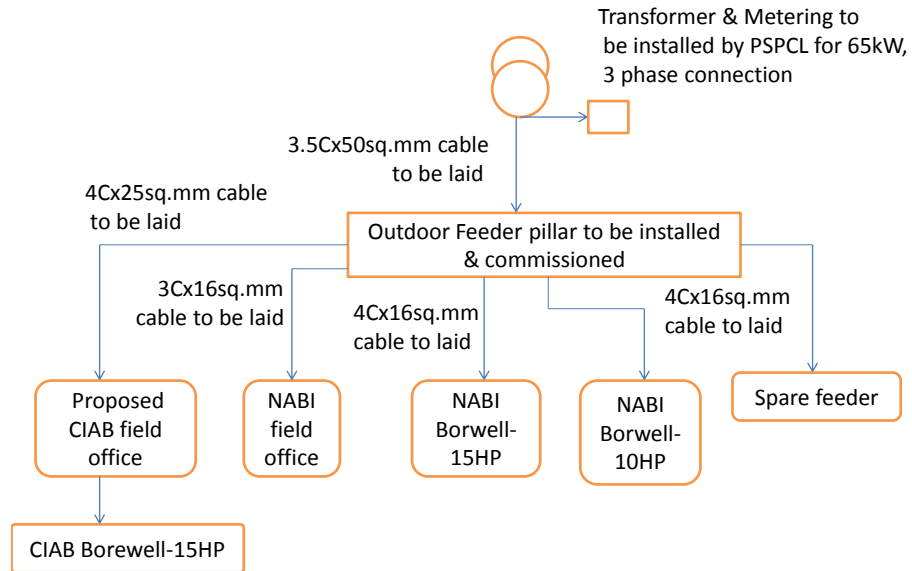 Transformer & Metering to
be installed by PSPCL for 65kW,
3 phase connection
3.5Cx50sq.mm cable
to be laid
4Cx25sq.mm cable
to be laid
Outdoor Feeder pillar to be installed
& commissioned
3Cx16sq.mm
cable to be laid
4Cx16sq.mm
cable to laid
4Cx16sq.mm
cable to laid
Proposed
CIAB field
office
NABI
field
office
NABI
Borwell-
15HP
NABI
Borwell-
10HP
Spare feeder
CIAB Borewell-15HP